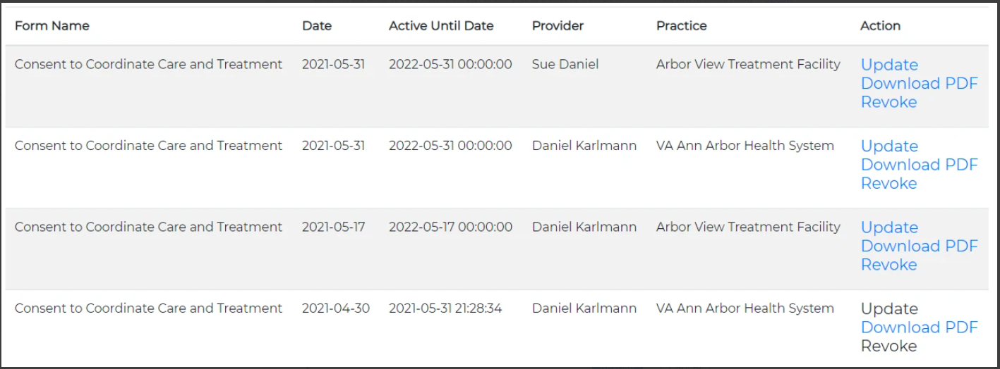 Form Name Date Active Until Date Provider Practice Action
Consent to Coordinate Care and Treatment 2021-05-31 2022-05-31 00:00:00 Sue Daniel Arbor View Treatment Facility Update
Download PDF
Revoke
Consent to Coordinate Care and Treatment 2021-05-31 2022-05-31 00:00:00 Daniel Karlmann VA Ann Arbor Health System Update
Download PDF
Revoke
Consent to Coordinate Care and Treatment 2021-05-17 2022-05-17 00:00:00 Daniel Karlmann Arbor View Treatment Facility Update
Download PDF
Revoke
Consent to Coordinate Care and Treatment 2021-04-30 2021-05-31 21:28:34 Daniel Karlmann VA Ann Arbor Health System Update
Download PDF
Revoke